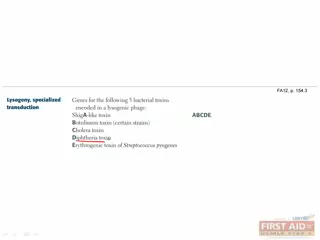 FA12, p. 154.3
Lysogeny, specialized
transduction
Genes for the following 5 bacterial toxins
encoded in a lysogenic phage:
ShigA-like toxin
Botulinum toxin (certain strains)
Cholera toxin
Diphtheria toxin
Erythrogenic toxin of Streptococcus pyogenes
ABCDE
FIRST AID